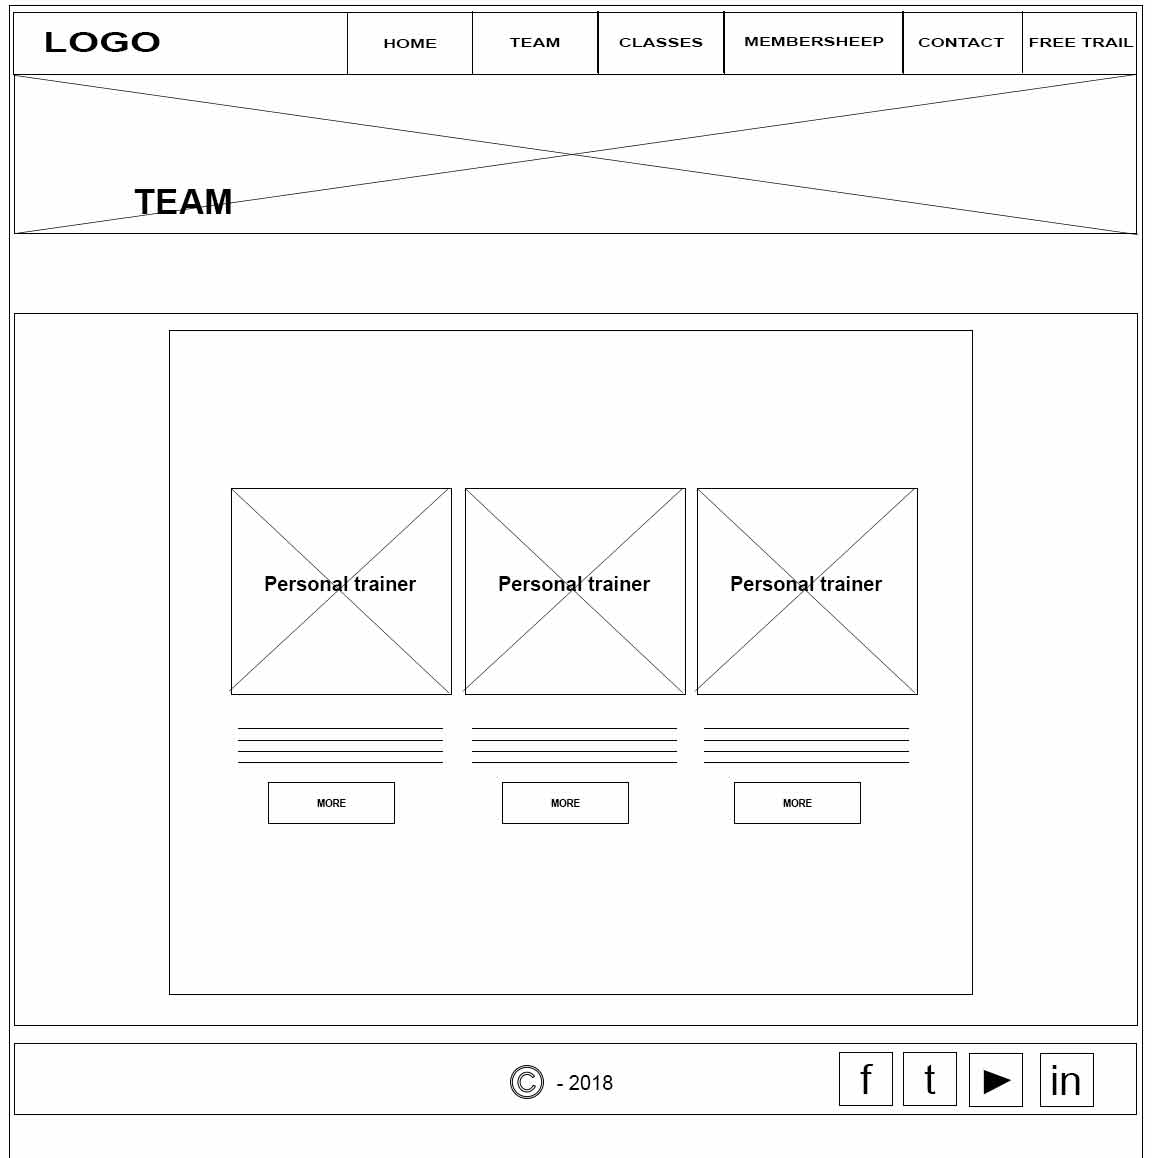 LOGO HOME TEAM CLASSES MEMBERSHEEP CONTACT FREE TRAIL
TEAM
Personal trainer Personal trainer Personal trainer
MORE MORE MORE
© - 2018 f t in